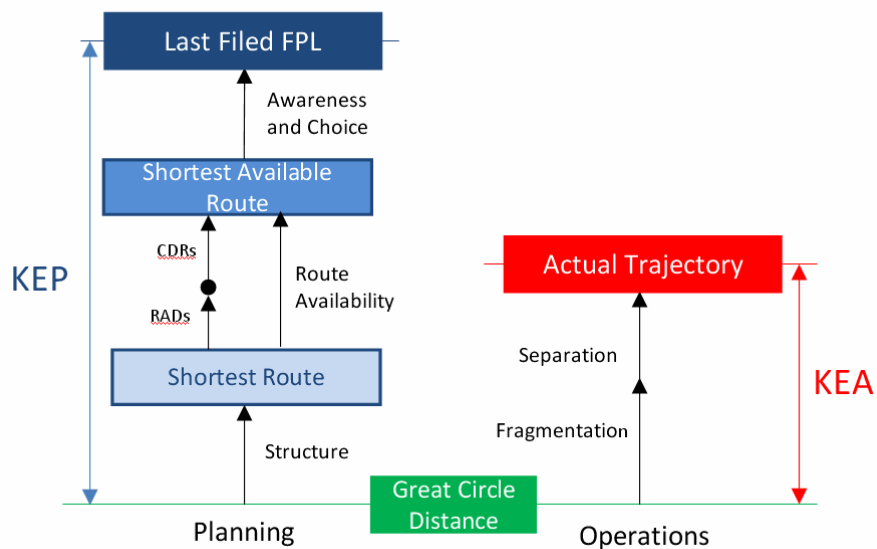 Last Filed FPL
Awareness
and Choice
Shortest Available
Route
CDRs
KEP
Route
Availability
RADs
Shortest Route
Structure
Actual Trajectory
Separation
KEA
Fragmentation
Great Circle
Distance
Planning
Operations